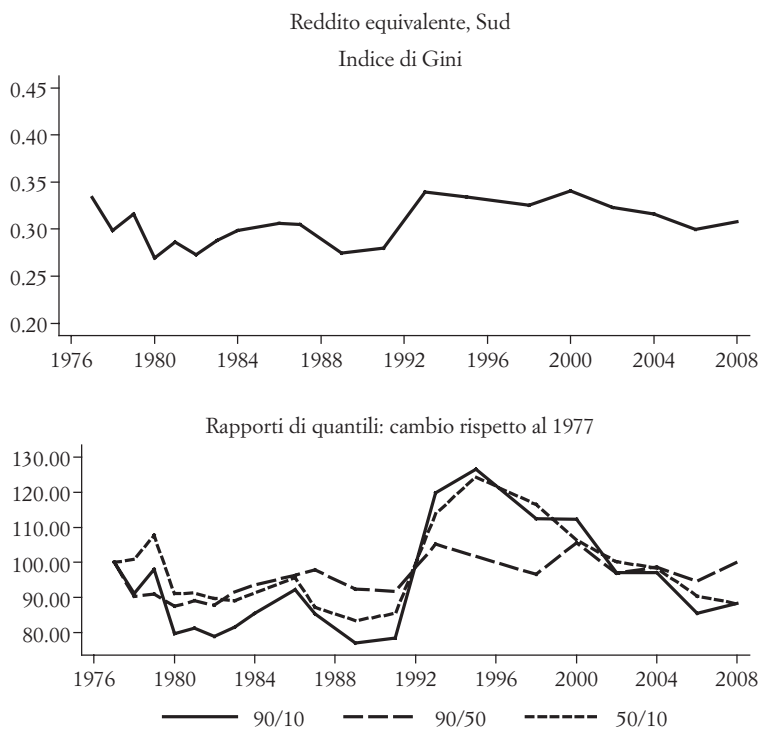 Reddito equivalente, Sud
Indice di Gini
0.45
0.40
0.35
0.30
0.25
0.20
1976 1980 1984 1988 1992 1996 2000 2004 2008
Rapporti di quantili: cambio rispetto al 1977
130.00
120.00
110.00
100.00
90.00
80.00
1976 1980 1984 1988 1992 1996 2000 2004 2008
90/10 90/50 50/10